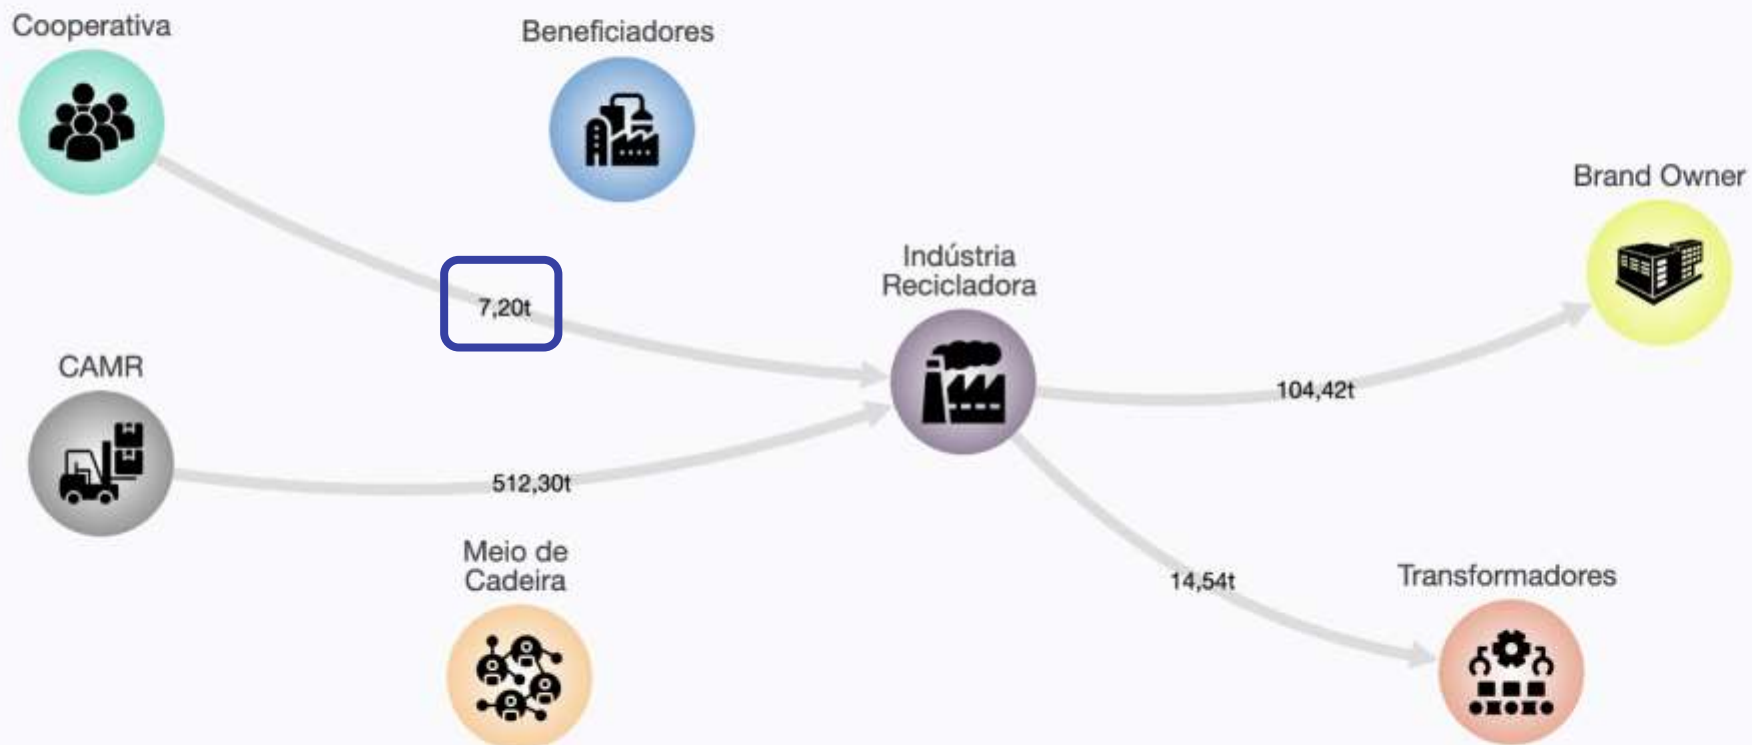 Cooperativa
Beneficiadores
Brand Owner
Indústria
Recicladora
7,20t
CAMR
104,42t
512,30t
Meio de
Cadeira
14,54t
Transformadores